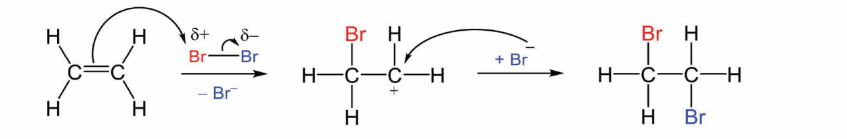 H H
C=C
H H
δ+ δ−
Br—Br
− Br⁻
Br H
H—C—C—H
+
H
−
+ Br
Br H
H—C—C—H
H Br